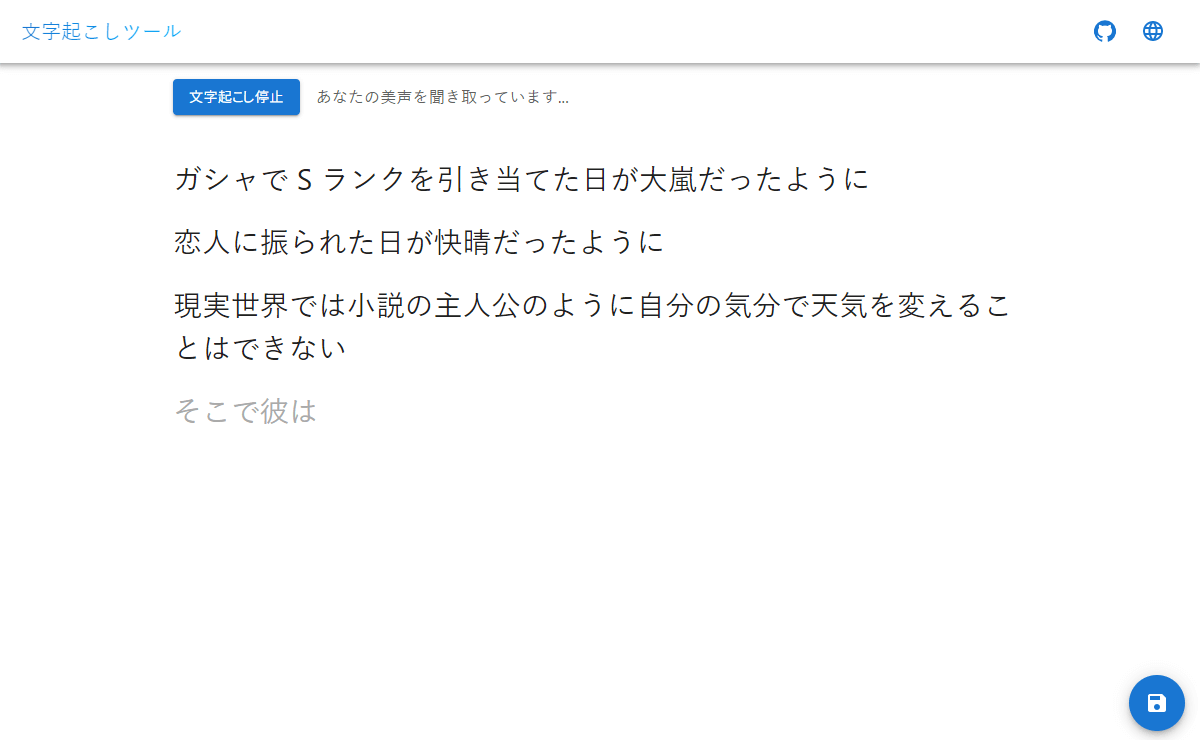 文字起こしツール
文字起こし停止
あなたの美声を聞き取っています...
ガシャで S ランクを引き当てた日が大嵐だったように
恋人に振られた日が快晴だったように
現実世界では小説の主人公のように自分の気分で天気を変えるこ
とはできない
そこで彼は